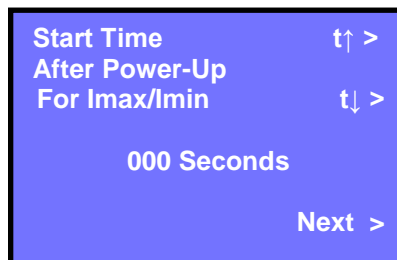 Start Time t↑ >
After Power-Up
For Imax/Imin t↓ >
000 Seconds
Next >